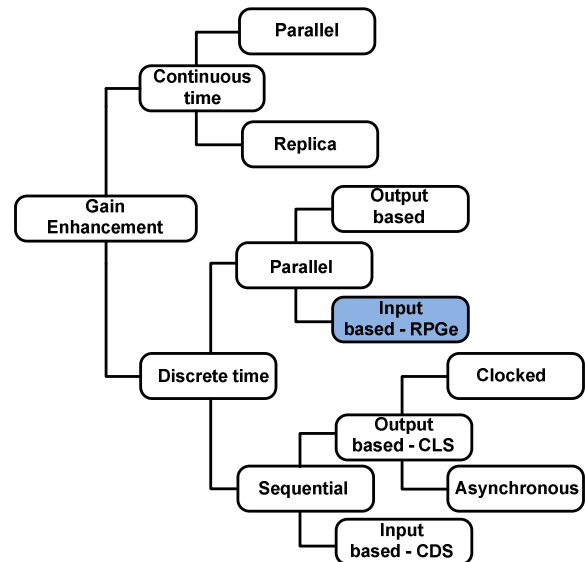 Parallel
Continuous
time
Replica
Gain
Enhancement
Output
based
Parallel
Input
based - RPGe
Discrete time
Clocked
Output
based - CLS
Sequential
Asynchronous
Input
based - CDS